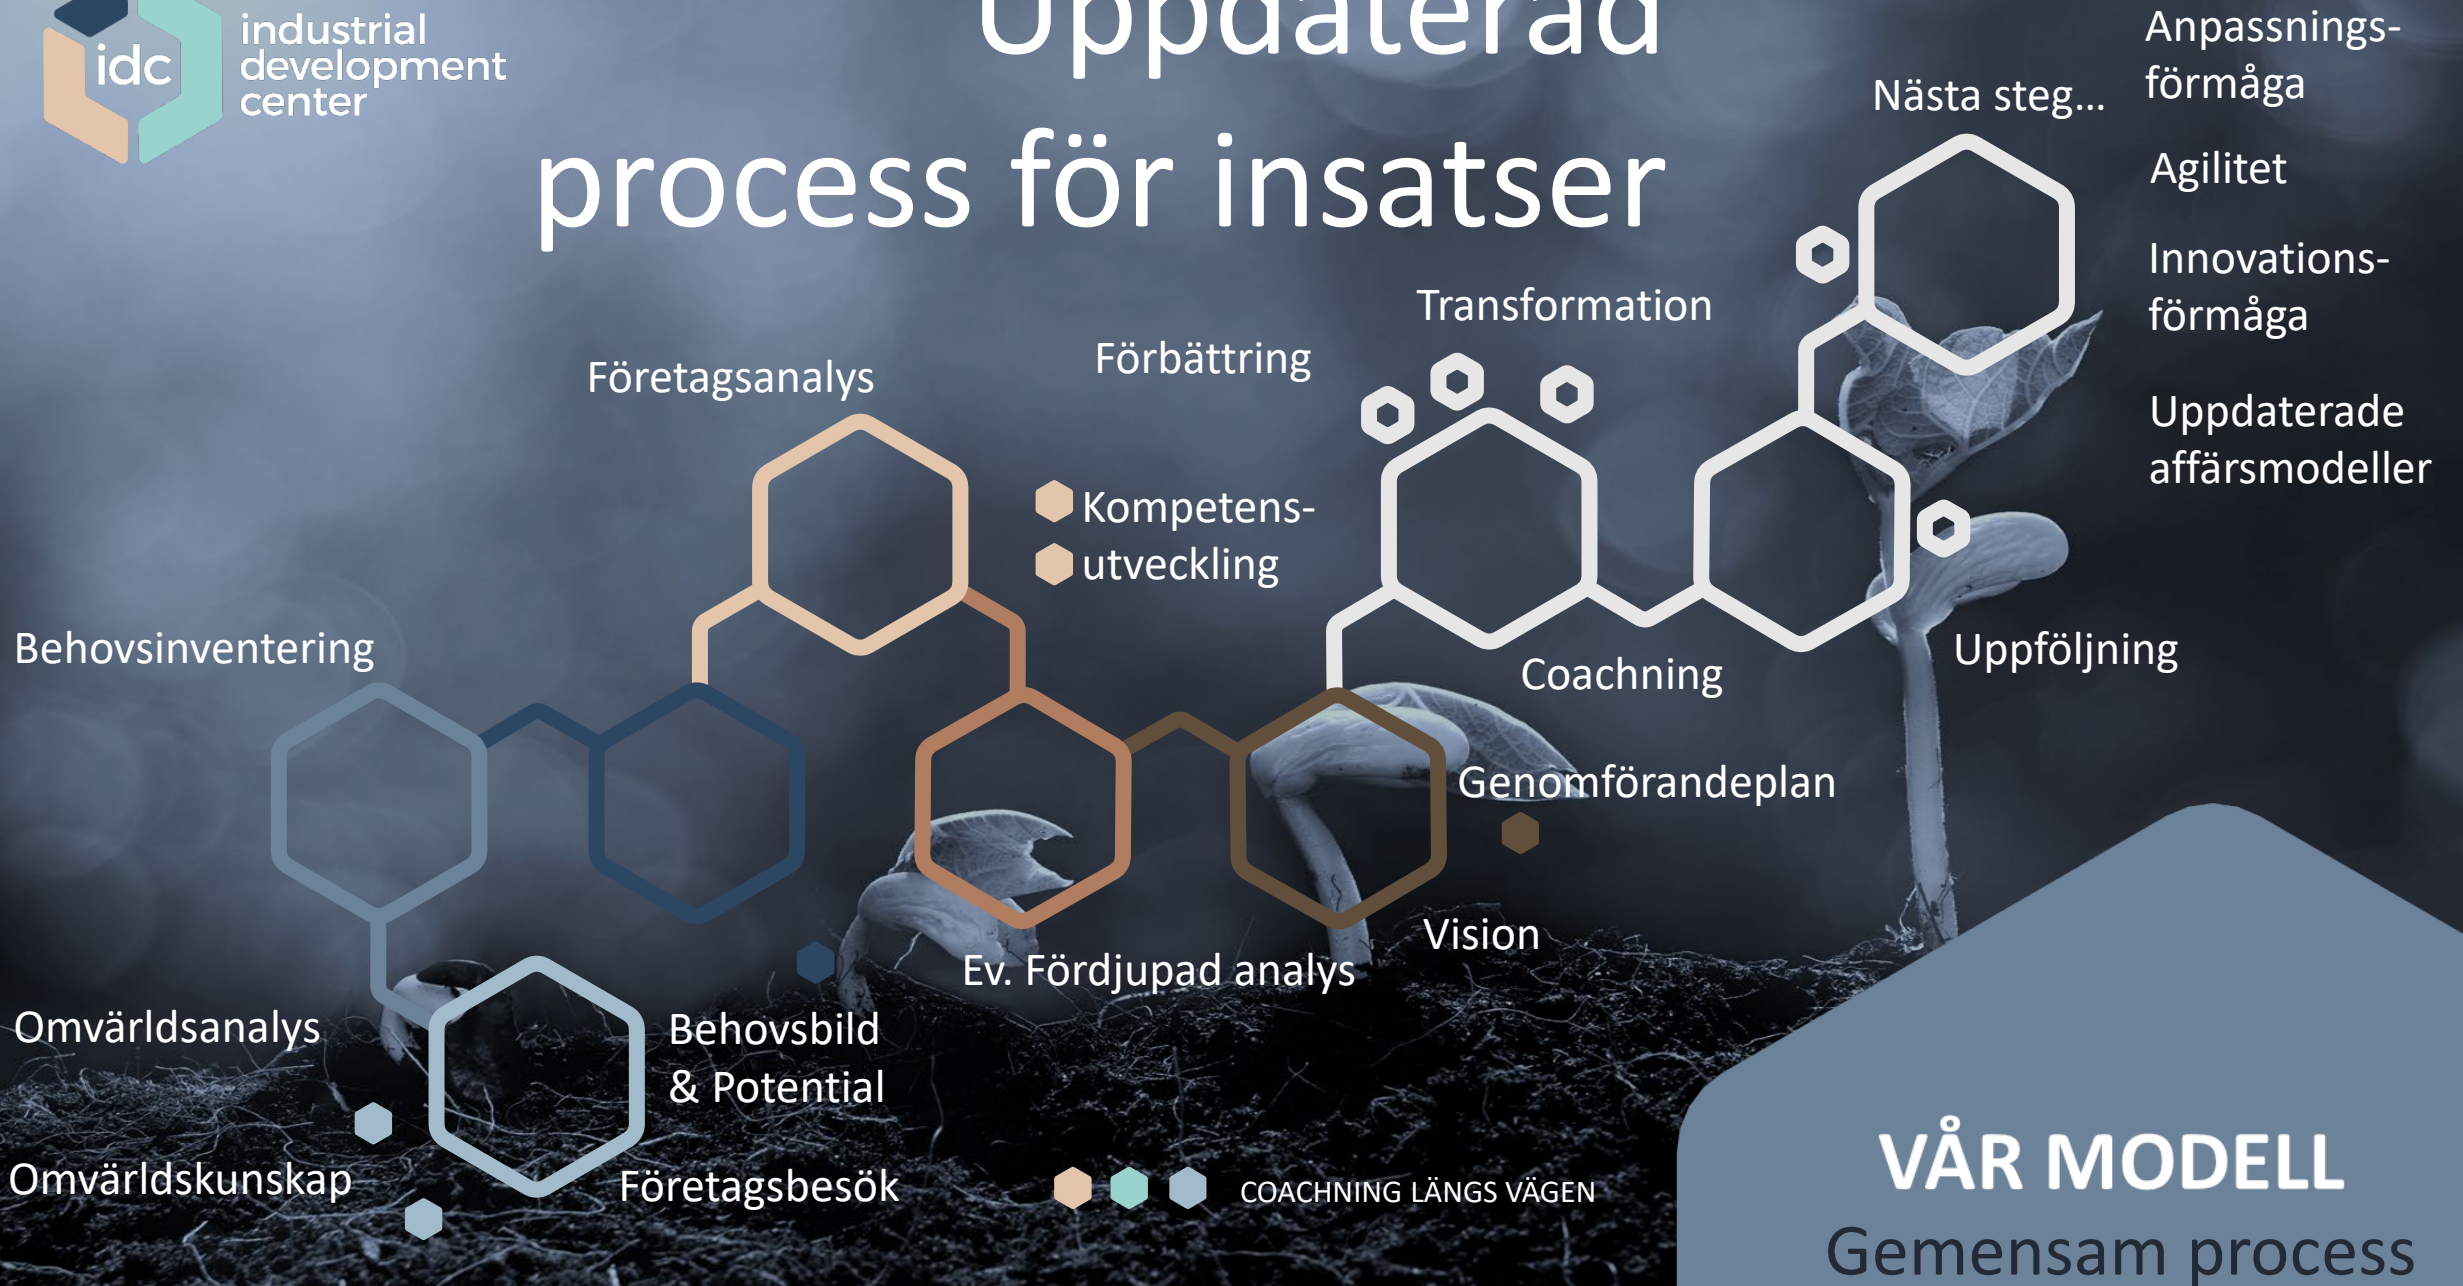 idc
industrial
development
center
Uppdaterad
process för insatser
Anpassnings-
förmåga
Nästa steg...
Agilitet
Innovations-
förmåga
Uppdaterade
affärsmodeller
Transformation
Förbättring
Företagsanalys
Kompetens-
utveckling
Behovsinventering
Coachning
Uppföljning
Genomförandeplan
Vision
Ev. Fördjupad analys
Omvärldsanalys
Behovsbild
& Potential
Omvärldskunskap
Företagsbesök
COACHNING LÄNGS VÄGEN
VÅR MODELL
Gemensam process